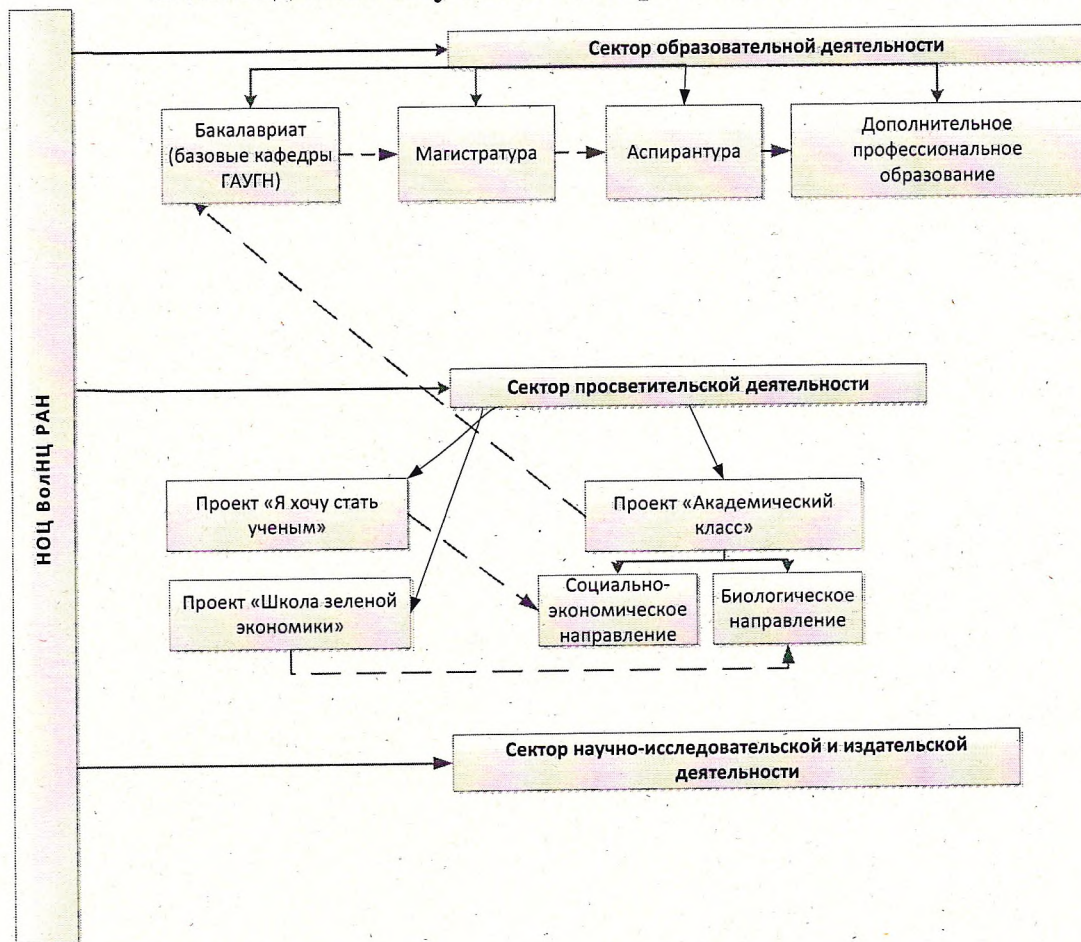 Сектор образовательной деятельности
Бакалавриат
(базовые кафедры
ГАУГН)
Магистратура
Аспирантура
Дополнительное
профессиональное
образование
НОЦ ВолНЦ РАН
Сектор просветительской деятельности
Проект «Я хочу стать
ученым»
Проект «Академический
класс»
Проект «Школа зеленой
экономики»
Социально-
экономическое
направление
Биологическое
направление
Сектор научно-исследовательской и издательской
деятельности